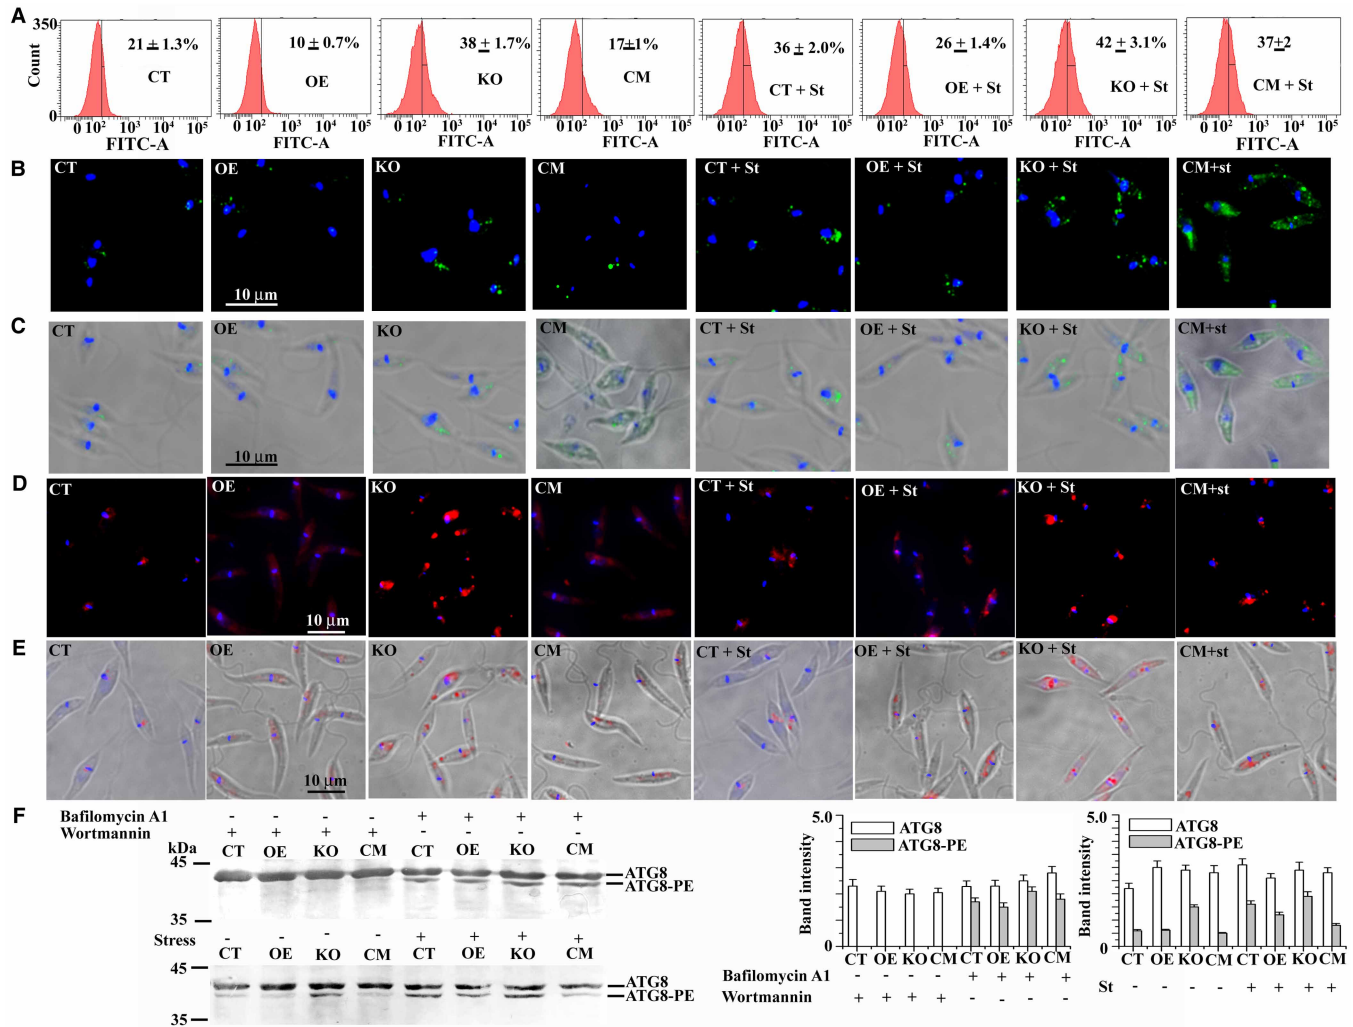 A
350
Count
0
21 ± 1.3%
CT
10 ± 0.7%
OE
38 ± 1.7%
KO
17±1%
CM
36 ± 2.0%
CT + St
26 ± 1.4%
OE + St
42 ± 3.1%
KO + St
37±2
CM + St
0 10² 10³ 10⁴ 10⁵
0 10² 10³ 10⁴ 10⁵
0 10² 10³ 10⁴ 10⁵
0 10² 10³ 10⁴ 10⁵
0 10² 10³ 10⁴ 10⁵
0 10² 10³ 10⁴ 10⁵
0 10² 10³ 10⁴ 10⁵
0 10² 10³ 10⁴ 10⁵
FITC-A FITC-A FITC-A FITC-A FITC-A FITC-A FITC-A FITC-A
B
CT OE KO CM CT + St OE + St KO + St CM+st
10 µm
C
CT OE KO CM CT + St OE + St KO + St CM+st
10 µm
D
CT OE KO CM CT + St OE + St KO + St CM+st
10 µm
E
CT OE KO CM CT + St OE + St KO + St CM+st
10 µm
F
Bafilomycin A1 - - - - + + + +
Wortmannin + + + + - - - -
kDa CT OE KO CM CT OE KO CM
45
ATG8
ATG8-PE
35
Stress - - - - + + + +
CT OE KO CM CT OE KO CM
45
ATG8
ATG8-PE
35
5.0
ATG8
ATG8-PE
Band intensity
0
CT OE KO CM CT OE KO CM
Bafilomycin A1 - - - - + + + +
Wortmannin + + + + - - - -
5.0
ATG8
ATG8-PE
Band intensity
0
CT OE KO CM CT OE KO CM
St - - - - + + + +